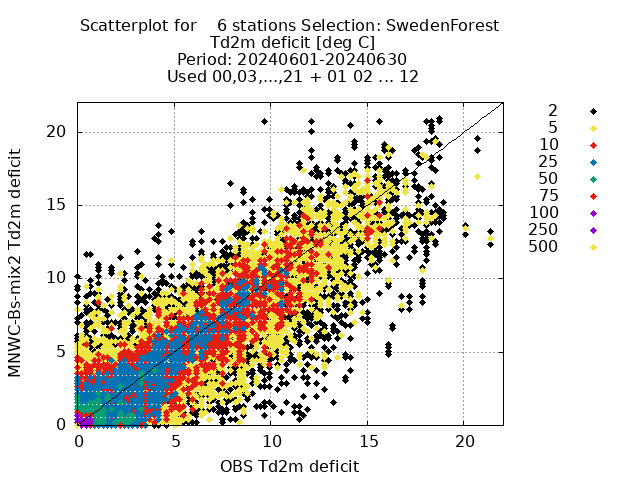 Scatterplot for    6 stations Selection: SwedenForest
Td2m deficit [deg C]
Period: 20240601-20240630
Used 00,03,...,21 + 01 02 ... 12
MNWC-Bs-mix2 Td2m deficit
20
15
10
5
0
0 5 10 15 20
OBS Td2m deficit
2
5
10
25
50
75
100
250
500